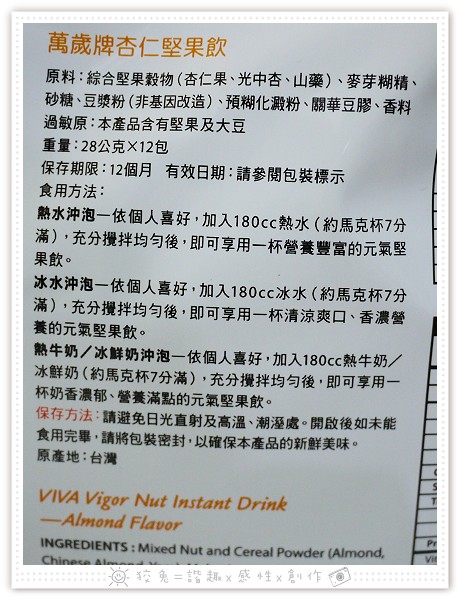 萬歲牌杏仁堅果飲
原料：綜合堅果穀物（杏仁果、光中杏、山藥）、麥芽糊精、
砂糖、豆漿粉（非基因改造）、預糊化澱粉、關華豆膠、香料
過敏原：本產品含有堅果及大豆
重量：28公克×12包
保存期限：12個月 有效日期：請參閱包裝標示
食用方法：
熱水沖泡—依個人喜好，加入180cc熱水（約馬克杯7分
滿），充分攪拌均勻後，即可享用一杯營養豐富的元氣堅
果飲。
冰水沖泡—依個人喜好，加入180cc冰水（約馬克杯7分
滿），充分攪拌均勻後，即可享用一杯清涼爽口、香濃營
養的元氣堅果飲。
熱牛奶／冰鮮奶沖泡—依個人喜好，加入180cc熱牛奶／
冰鮮奶（約馬克杯7分滿），充分攪拌均勻後，即可享用一
杯奶香濃郁、營養滿點的元氣堅果飲。
保存方法：請避免日光直射及高溫、潮溼處。開啟後如未能
食用完畢，請將包裝密封，以確保本產品的新鮮美味。
原產地：台灣
VIVA Vigor Nut Instant Drink
—Almond Flavor
INGREDIENTS : Mixed Nut and Cereal Powder (Almond,
Chinese Almond,
狡兔=諧趣x感性x創作